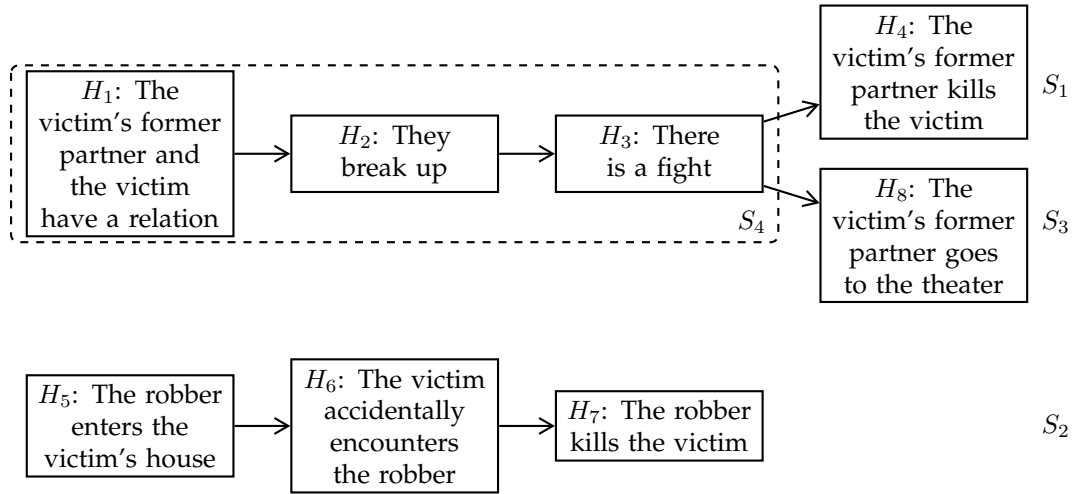 H₁: The
victim's former
partner and
the victim
have a relation
H₂: They
break up
H₃: There
is a fight
S₄
H₄: The
victim's former
partner kills
the victim
S₁
H₈: The
victim's former
partner goes
to the theater
S₃
H₅: The robber
enters the
victim's house
H₆: The victim
accidentally
encounters
the robber
H₇: The robber
kills the victim
S₂